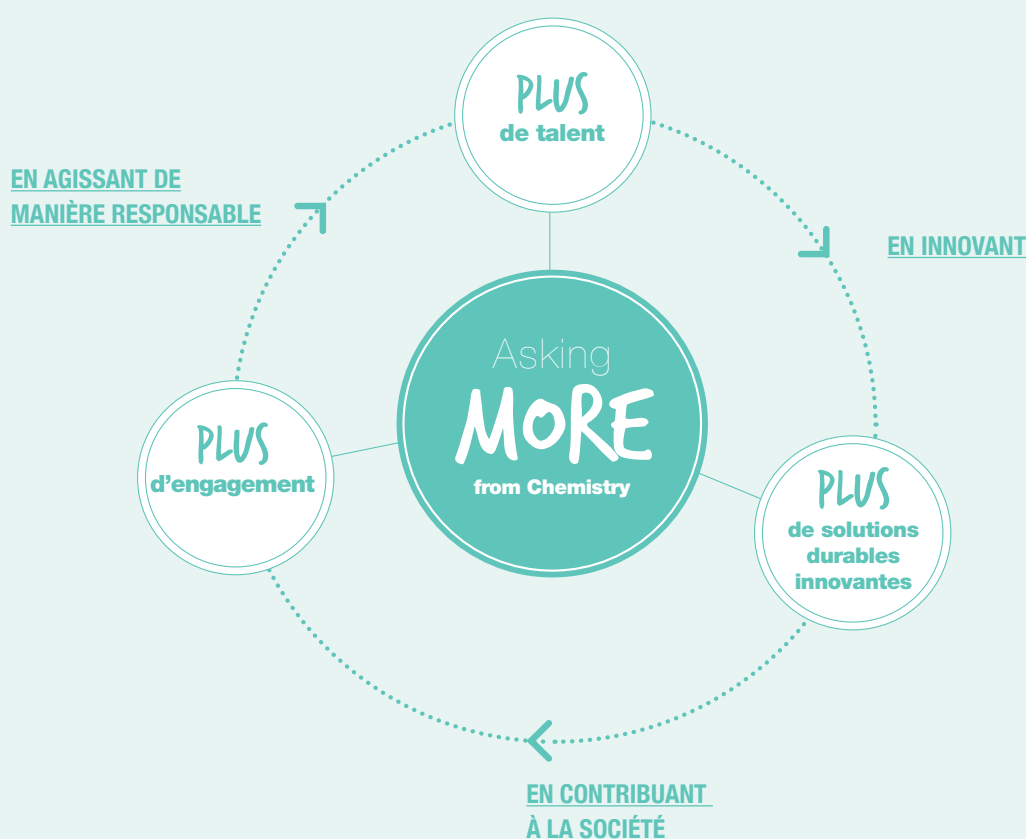 PLUS
de talent
EN AGISSANT DE
MANIÈRE RESPONSABLE
EN INNOVANT
Asking
MORE
from Chemistry
PLUS
d’engagement
PLUS
de solutions
durables
innovantes
EN CONTRIBUANT
À LA SOCIÉTÉ